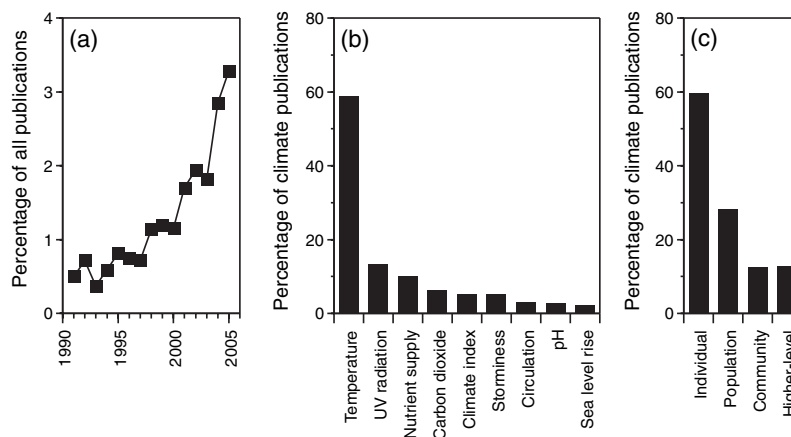 (a)
Percentage of all publications
4
3
2
1
0
1990
1995
2000
2005
(b)
Percentage of climate publications
80
60
40
20
0
Temperature
UV radiation
Nutrient supply
Carbon dioxide
Climate index
Storminess
Circulation
pH
Sea level rise
(c)
Percentage of climate publications
80
60
40
20
0
Individual
Population
Community
Higher-level